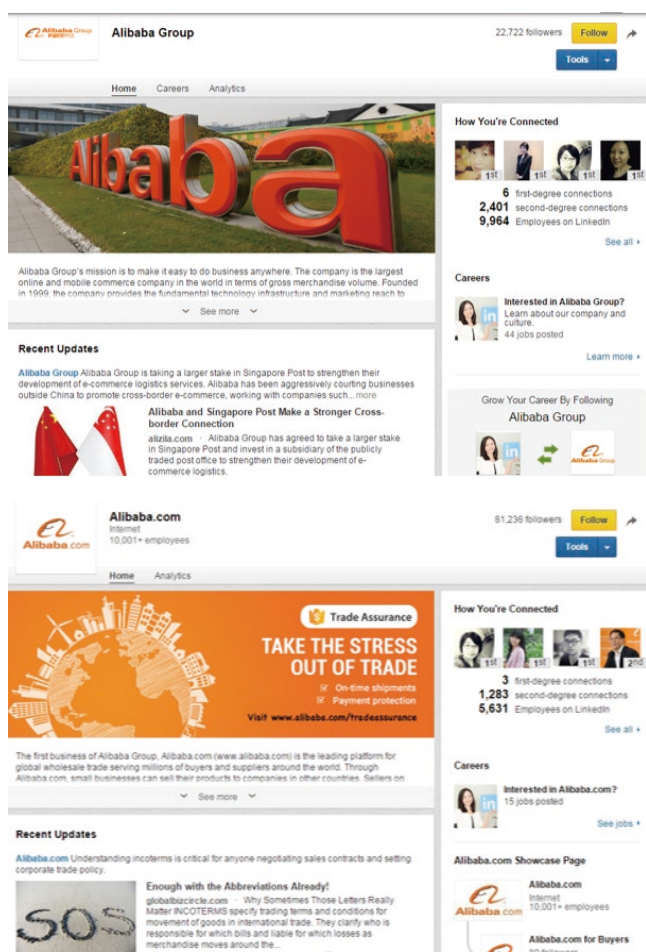 Alibaba Group
Alibaba Group
22,722 followers
Follow
Tools
Home Careers Analytics
Alibaba
How You're Connected
1st 1st 1st 1st
6 first-degree connections
2,401 second-degree connections
9,964 Employees on LinkedIn
See all
Alibaba Group's mission is to make it easy to do business anywhere. The company is the largest
online and mobile commerce company in the world in terms of gross merchandise volume. Founded
in 1999, the company provides the fundamental technology infrastructure and marketing reach to
See more
Careers
in
Interested in Alibaba Group?
Learn about our company and
culture.
44 jobs posted
Learn more
Recent Updates
Alibaba Group Alibaba Group is taking a larger stake in Singapore Post to strengthen their
development of e-commerce logistics services. Alibaba has been aggressively courting businesses
outside China to promote cross-border e-commerce, working with companies such... more
Alibaba and Singapore Post Make a Stronger Cross-
border Connection
alizila.com · Alibaba Group has agreed to take a larger stake
in Singapore Post and invest in a subsidiary of the publicly
traded post office to strengthen their development of e-
commerce logistics.
Grow Your Career By Following
Alibaba Group
in
Alibaba Group
Alibaba.com
Alibaba.com
Internet
10,001+ employees
81,236 followers
Follow
Tools
Home Analytics
Trade Assurance
TAKE THE STRESS
OUT OF TRADE
On-time shipments
Payment protection
Visit www.alibaba.com/tradeassurance
How You're Connected
1st 1st 1st 2nd
3 first-degree connections
1,283 second-degree connections
5,631 Employees on LinkedIn
See all
The first business of Alibaba Group, Alibaba.com (www.alibaba.com) is the leading platform for
global wholesale trade serving millions of buyers and suppliers around the world. Through
Alibaba.com, small businesses can sell their products to companies in other countries. Sellers on
See more
Careers
in
Interested in Alibaba.com?
15 jobs posted
See jobs
Recent Updates
Alibaba.com Understanding incoterms is critical for anyone negotiating sales contracts and setting
corporate trade policy.
SOS
Enough with the Abbreviations Already!
globalbizcircle.com · Why Sometimes Those Letters Really
Matter INCOTERMS specify trading terms and conditions for
movement of goods in international trade. They clarify who is
responsible for which bills and liable for which losses as
merchandise moves around the...
Alibaba.com Showcase Page
Alibaba.com
Alibaba.com
Internet
10,001+ employees
Alibaba.com for Buyers